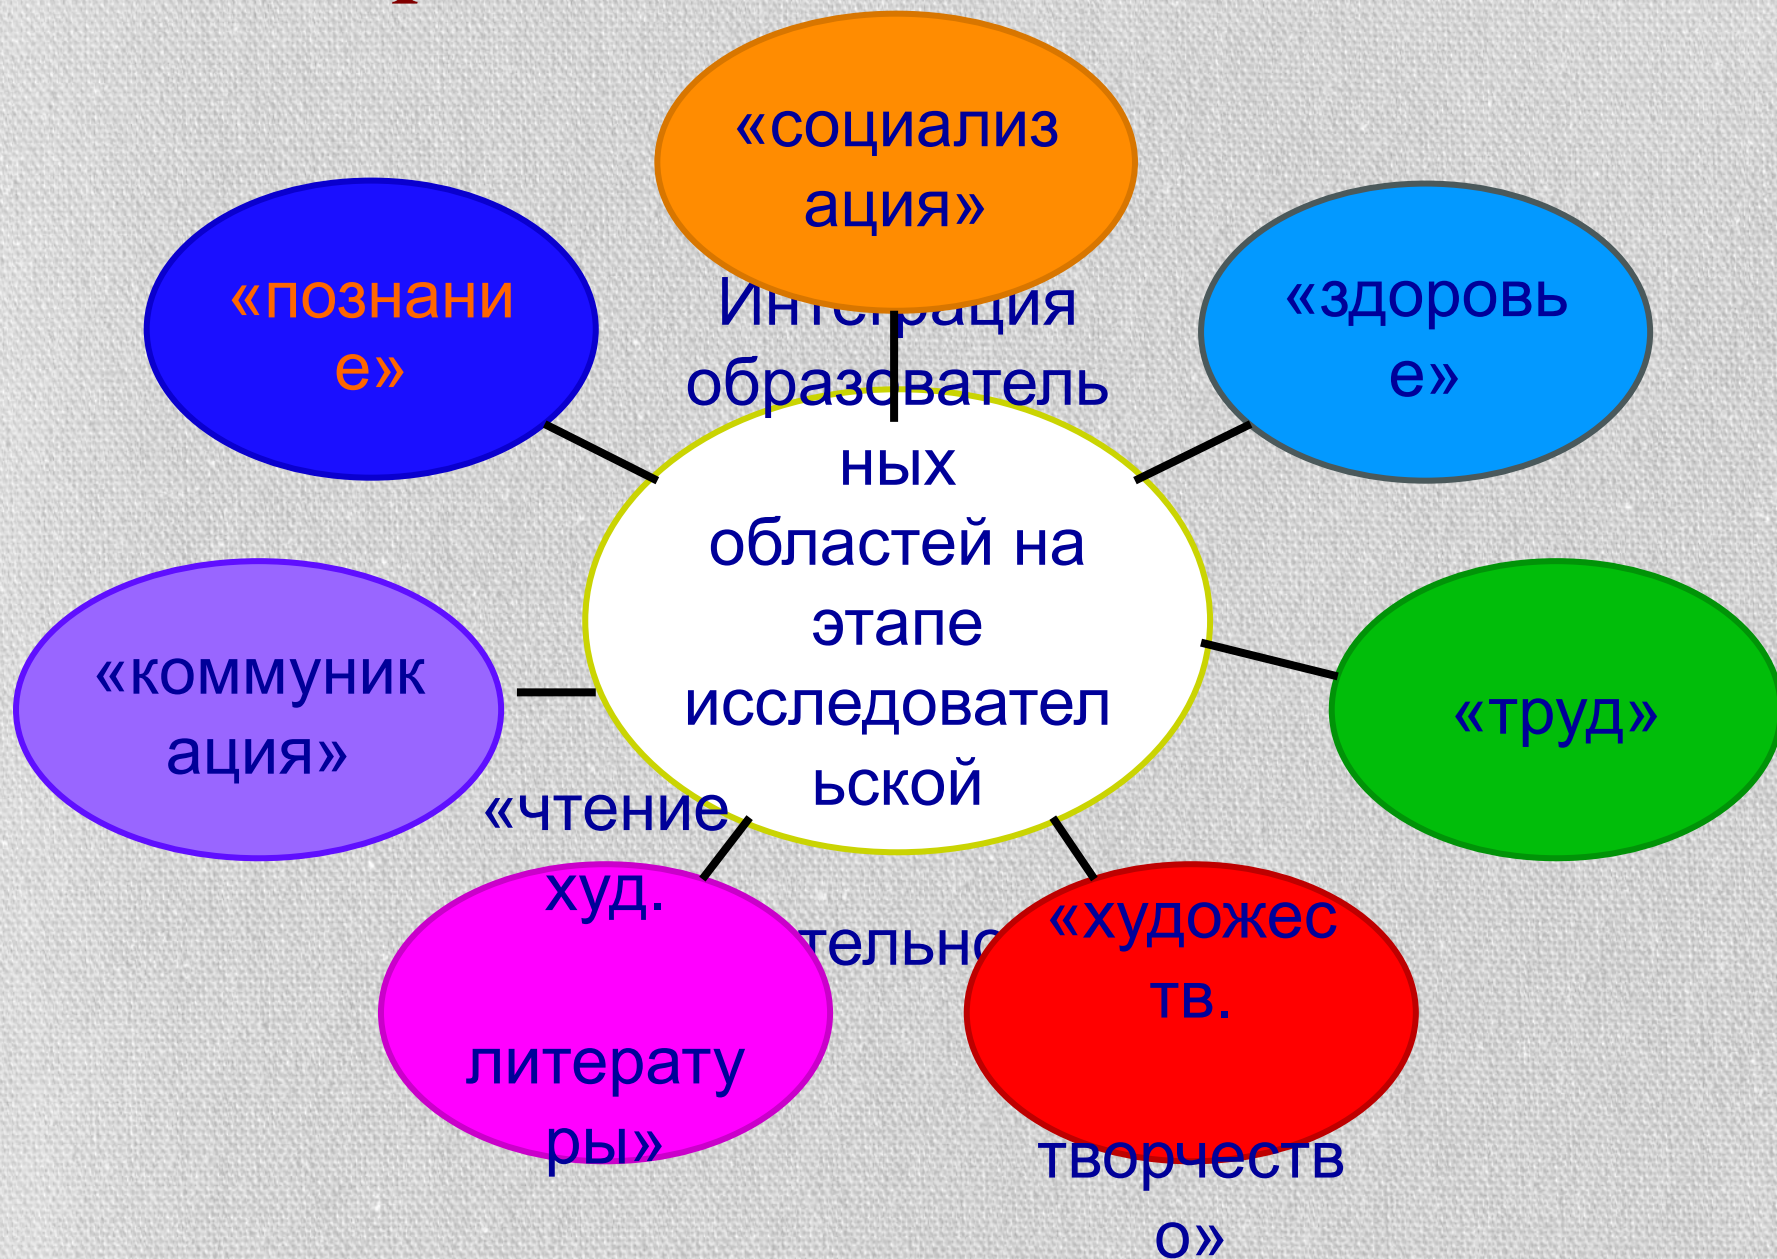 «социализ
ация»
«познани
е»
«здоровь
е»
Интеграция
образователь
ных
областей на
этапе
исследовател
ьской
«коммуник
ация»
«труд»
«чтение
худ.
литерату
ры»
«художес
тв.
творчеств
о»